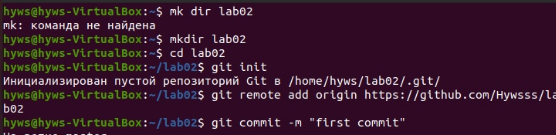 hyws@hyws-VirtualBox:~$ mk dir lab02
mk: команда не найдена
hyws@hyws-VirtualBox:~$ mkdir lab02
hyws@hyws-VirtualBox:~$ cd lab02
hyws@hyws-VirtualBox:~/lab02$ git init
Инициализирован пустой репозиторий Git в /home/hyws/lab02/.git/
hyws@hyws-VirtualBox:~/lab02$ git remote add origin https://github.com/Hywsss/la
b02
hyws@hyws-VirtualBox:~/lab02$ git commit -m "first commit"